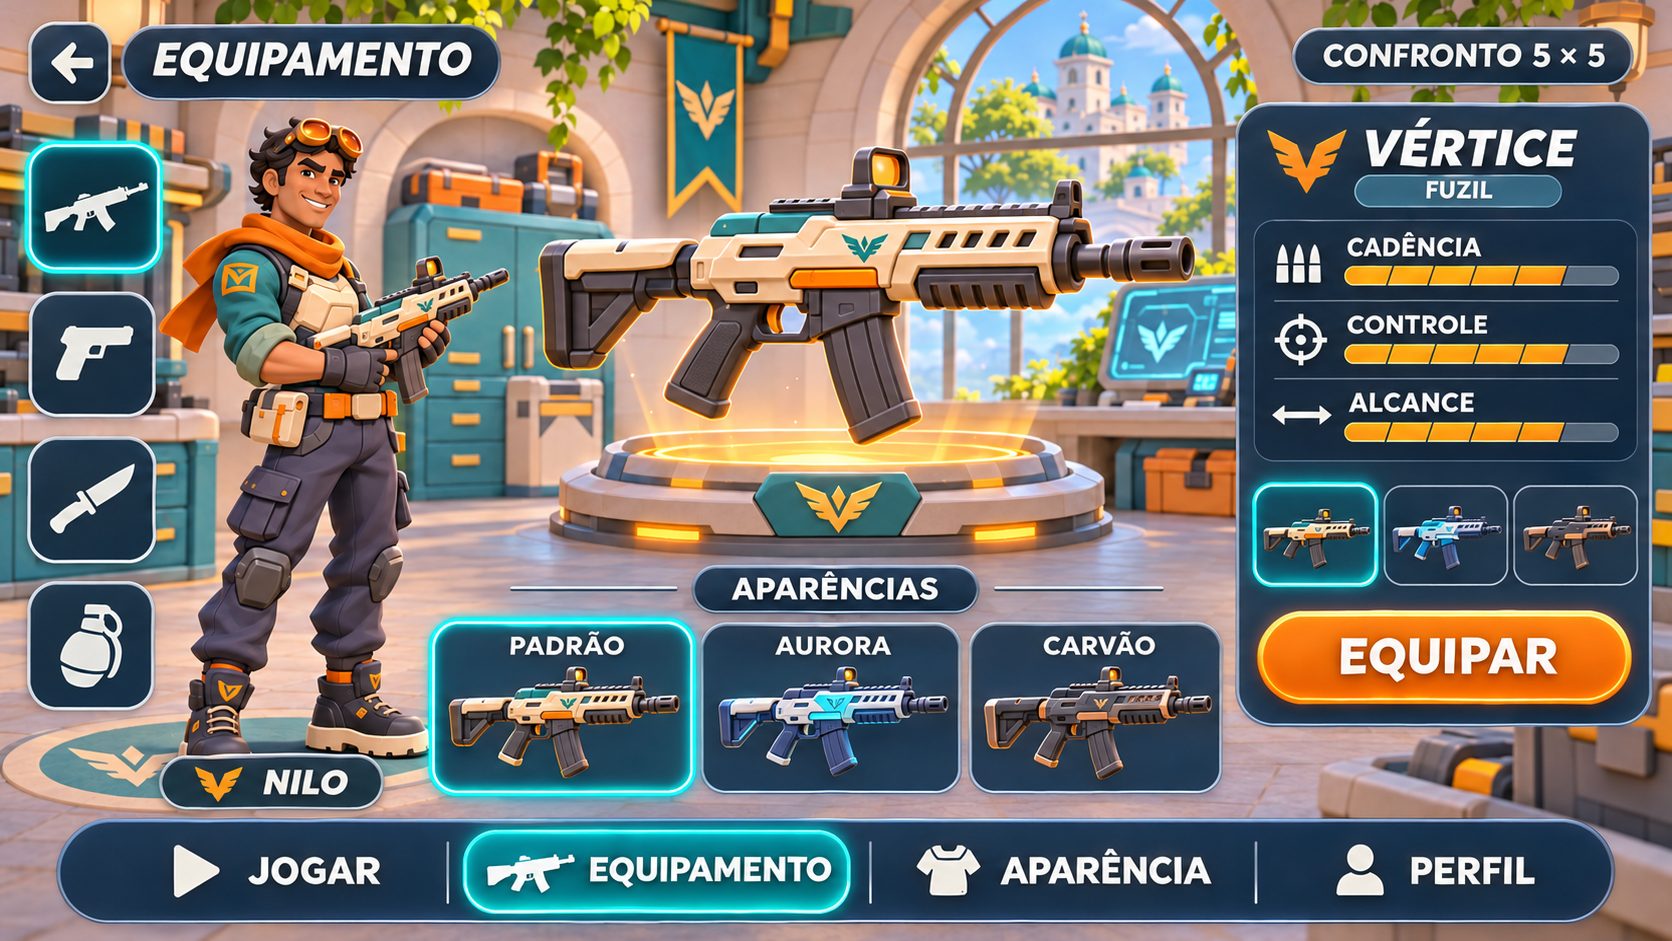 EQUIPAMENTO
CONFRONTO 5 × 5
VÉRTICE
FUZIL
CADÊNCIA
CONTROLE
ALCANCE
EQUIPAR
APARÊNCIAS
PADRÃO
AURORA
CARVÃO
NILO
JOGAR
EQUIPAMENTO
APARÊNCIA
PERFIL